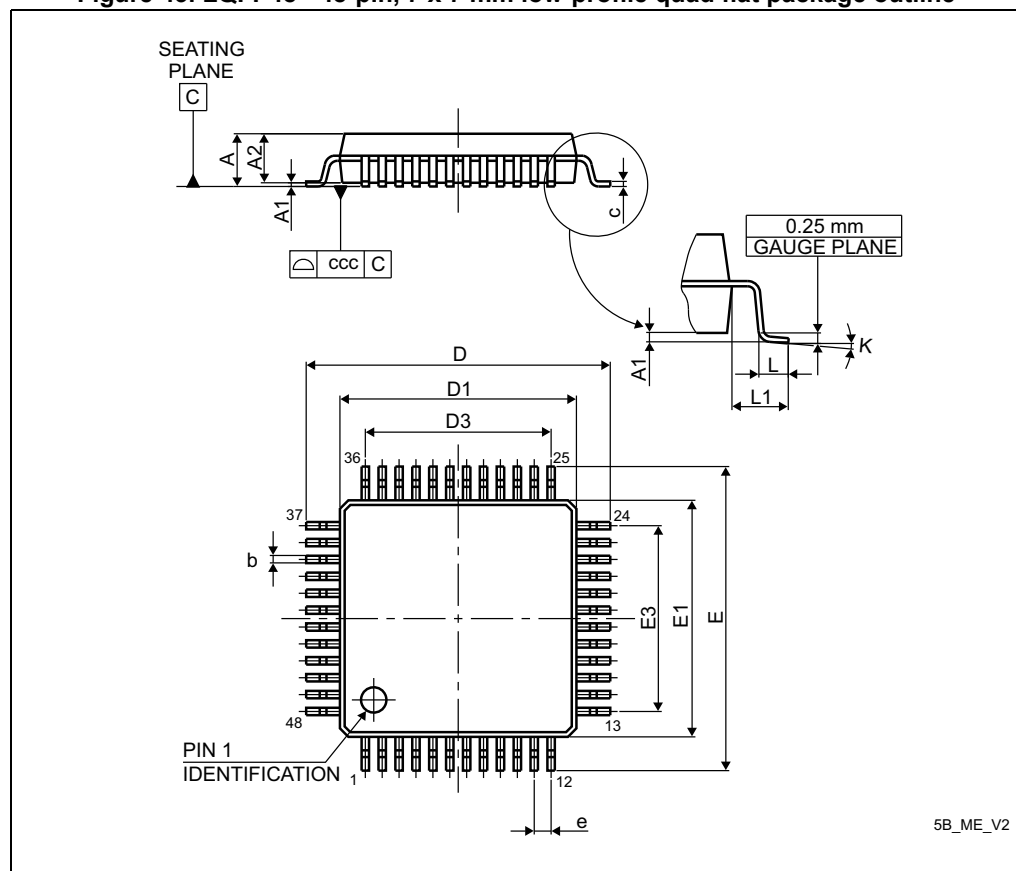 Figure LQFP48 – 48-pin, 7 x 7 mm low-profile quad flat package outline
SEATING
PLANE
C
A
A2
A1
c
ccc C
0.25 mm
GAUGE PLANE
A1
K
L
L1
D
D1
D3
36
25
37
24
b
E3
E1
E
48
13
PIN 1
IDENTIFICATION
1
12
e
5B_ME_V2